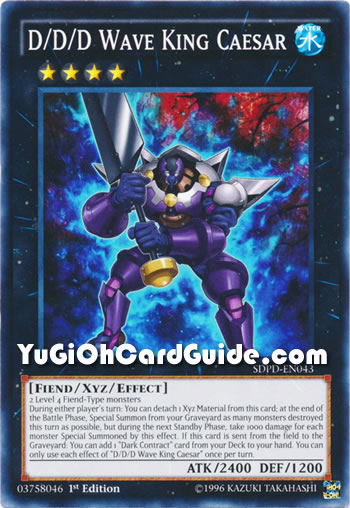 D/D/D Wave King Caesar
WATER
水
YuGiOhCardGuide.com
SDPD-EN043
[Fiend/Xyz/Effect]
2 Level 4 Fiend-Type monsters
During either player's turn: You can detach 1 Xyz Material from this card; at the end of
the Battle Phase, Special Summon from your Graveyard as many monsters destroyed
this turn as possible, but during the next Standby Phase, take 1000 damage for each
monster Special Summoned by this effect. If this card is sent from the field to the
Graveyard: You can add 1 "Dark Contract" card from your Deck to your hand. You can
only use each effect of "D/D/D Wave King Caesar" once per turn.
ATK/2400 DEF/1200
03758046 1st Edition ©1996 KAZUKI TAKAHASHI